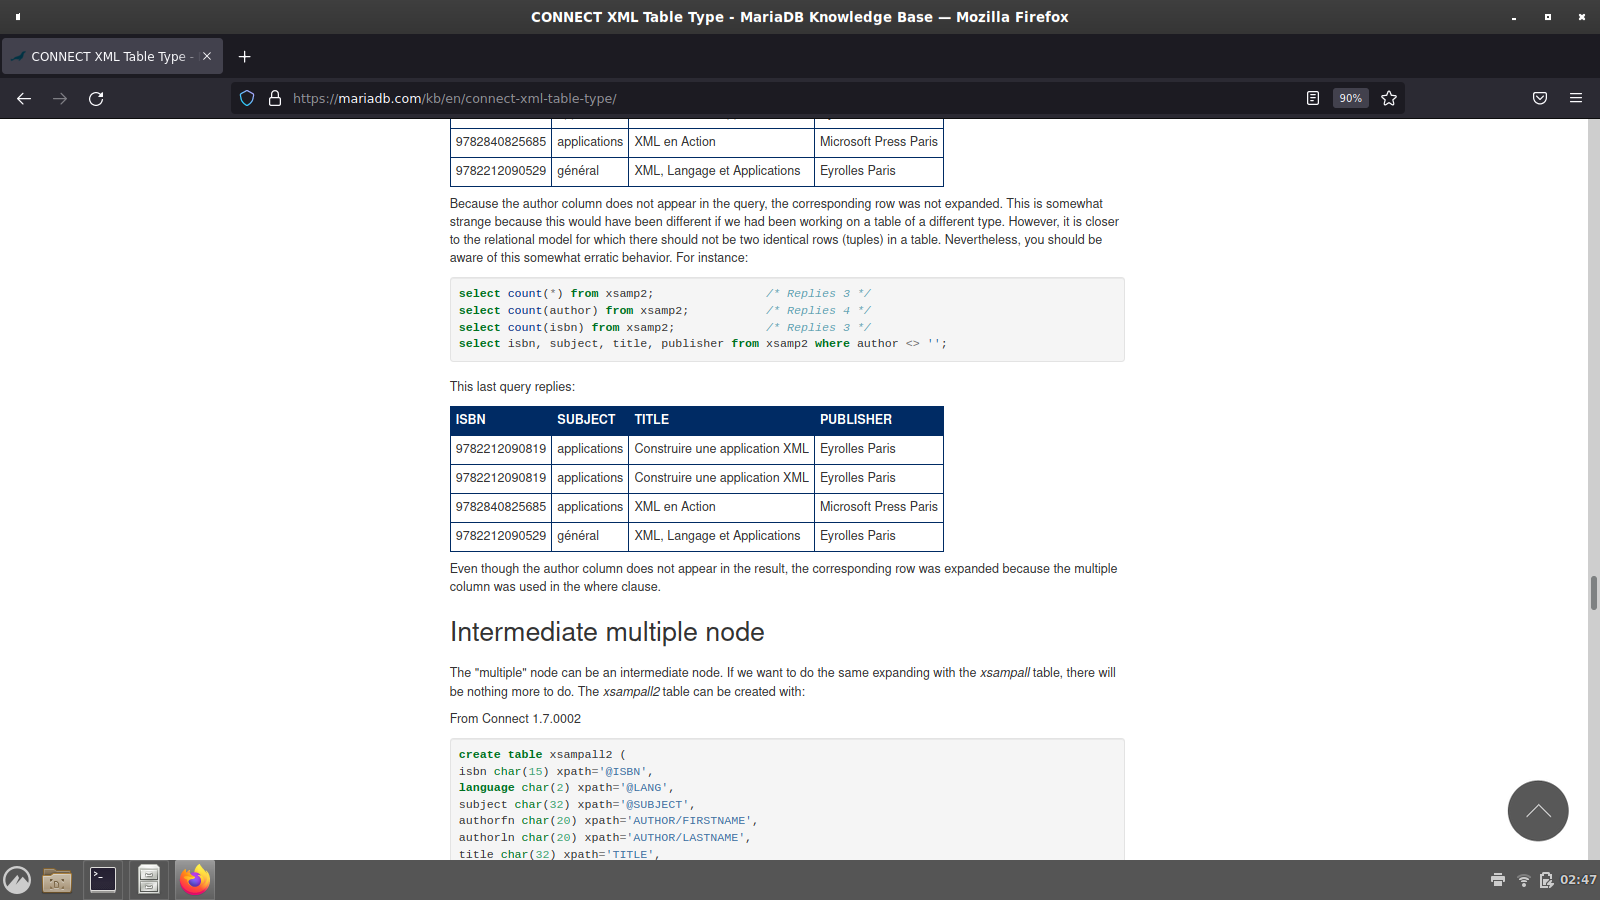 CONNECT XML Table Type - MariaDB Knowledge Base — Mozilla Firefox
CONNECT XML Table Type -
https://mariadb.com/kb/en/connect-xml-table-type/
90%
9782840825685 applications XML en Action Microsoft Press Paris
9782212090529 général XML, Langage et Applications Eyrolles Paris
Because the author column does not appear in the query, the corresponding row was not expanded. This is somewhat
strange because this would have been different if we had been working on a table of a different type. However, it is closer
to the relational model for which there should not be two identical rows (tuples) in a table. Nevertheless, you should be
aware of this somewhat erratic behavior. For instance:
select count(*) from xsamp2; /* Replies 3 */
select count(author) from xsamp2; /* Replies 4 */
select count(isbn) from xsamp2; /* Replies 3 */
select isbn, subject, title, publisher from xsamp2 where author <> '';
This last query replies:
ISBN SUBJECT TITLE PUBLISHER
9782212090819 applications Construire une application XML Eyrolles Paris
9782212090819 applications Construire une application XML Eyrolles Paris
9782840825685 applications XML en Action Microsoft Press Paris
9782212090529 général XML, Langage et Applications Eyrolles Paris
Even though the author column does not appear in the result, the corresponding row was expanded because the multiple
column was used in the where clause.
Intermediate multiple node
The "multiple" node can be an intermediate node. If we want to do the same expanding with the xsampall table, there will
be nothing more to do. The xsampall2 table can be created with:
From Connect 1.7.0002
create table xsampall2 (
isbn char(15) xpath='@ISBN',
language char(2) xpath='@LANG',
subject char(32) xpath='@SUBJECT',
authorfn char(20) xpath='AUTHOR/FIRSTNAME',
authorln char(20) xpath='AUTHOR/LASTNAME',
title char(32) xpath='TITLE',
02:47